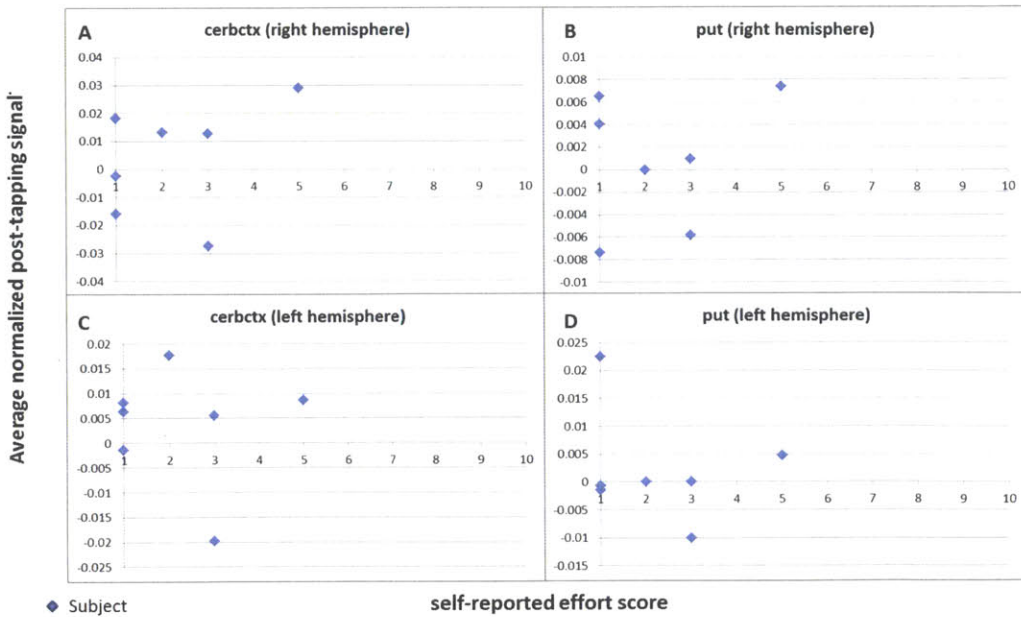 Average normalized post-tapping signal
A
cerbctx (right hemisphere)
0.04
0.03
0.02
0.01
0
-0.01
-0.02
-0.03
-0.04
1 2 3 4 5 6 7 8 9 10
B
put (right hemisphere)
0.01
0.008
0.006
0.004
0.002
0
-0.002
-0.004
-0.006
-0.008
-0.01
1 2 3 4 5 6 7 8 9 10
C
cerbctx (left hemisphere)
0.02
0.015
0.01
0.005
0
-0.005
-0.01
-0.015
-0.02
-0.025
1 2 3 4 5 6 7 8 9 10
D
put (left hemisphere)
0.025
0.02
0.015
0.01
0.005
0
-0.005
-0.01
-0.015
1 2 3 4 5 6 7 8 9 10
Subject
self-reported effort score